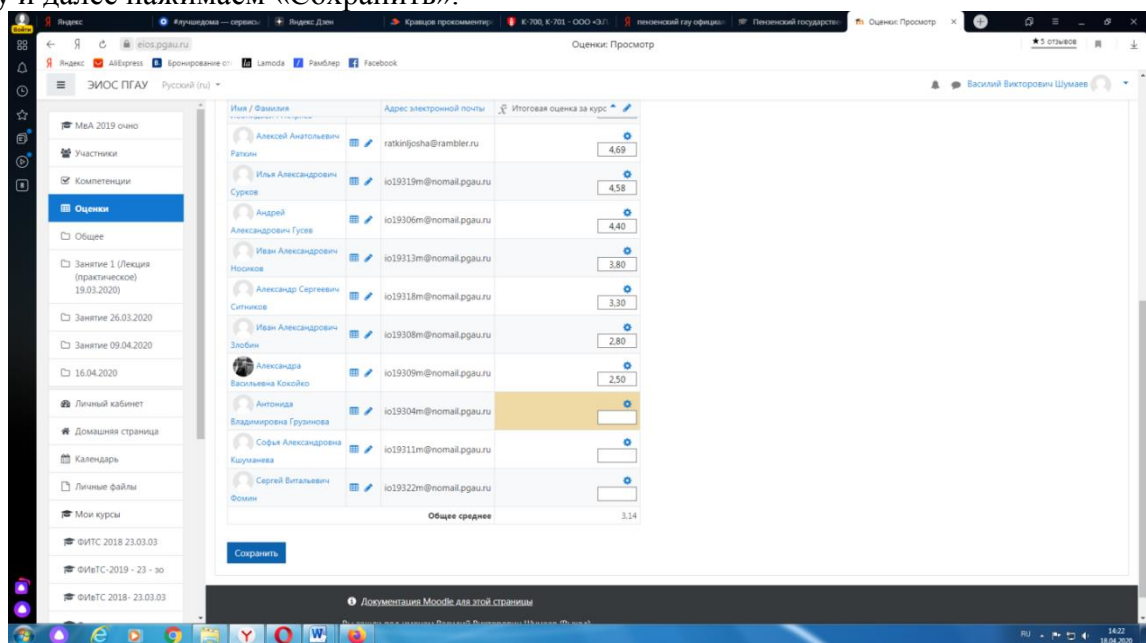 у и далее нажимаем «Сохранить».
Войти
Яндекс
#лучшедома — сервисы
Яндекс Дзен
Кравцов прокомментиро
К-700, К-701 - ООО «ЭЛ
пензенский гау официал
Пензенский государстве
Оценки: Просмотр
eios.pgau.ru
Оценки: Просмотр
★ 5 отзывов
Яндекс
AliExpress
Бронирование от
Lamoda
Рамблер
Facebook
ЭИОС ПГАУ
Русский (ru)
Василий Викторович Шумаев
Имя / Фамилия
Адрес электронной почты
Итоговая оценка за курс
МвА 2019 очно
Участники
Компетенции
Оценки
Общее
Занятие 1 (Лекция
(практическое)
19.03.2020)
Занятие 26.03.2020
Занятие 09.04.2020
16.04.2020
Личный кабинет
Домашняя страница
Календарь
Личные файлы
Мои курсы
ФИТС 2018 23.03.03
ФИвТС-2019 - 23 - зо
ФИвТС 2018- 23.03.03
Алексей Анатольевич
Раткин
ratkinljosha@rambler.ru
4,69
Илья Александрович
Сурков
io19319m@nomail.pgau.ru
4,58
Андрей
Александрович Гусев
io19306m@nomail.pgau.ru
4,40
Иван Александрович
Носиков
io19313m@nomail.pgau.ru
3,80
Александр Сергеевич
Ситников
io19318m@nomail.pgau.ru
3,30
Иван Александрович
Злобин
io19308m@nomail.pgau.ru
2,80
Александра
Васильевна Кокойко
io19309m@nomail.pgau.ru
2,50
Антонида
Владимировна Грузинова
io19304m@nomail.pgau.ru
Софья Александровна
Кшуманева
io19311m@nomail.pgau.ru
Сергей Витальевич
Фомин
io19322m@nomail.pgau.ru
Общее среднее
3,14
Сохранить
Документация Moodle для этой страницы
RU
14:22
18.04.2020